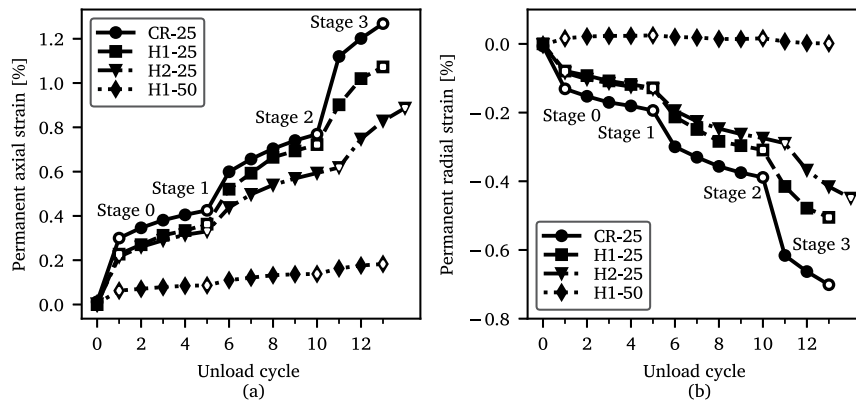 (a)
Permanent axial strain [%]
1.2
1.0
0.8
0.6
0.4
0.2
0.0
CR-25
H1-25
H2-25
H1-50
Stage 0
Stage 1
Stage 2
Stage 3
0 2 4 6 8 10 12
Unload cycle
(a)
(b)
Permanent radial strain [%]
0.0
−0.2
−0.4
−0.6
−0.8
Stage 0
Stage 1
Stage 2
Stage 3
CR-25
H1-25
H2-25
H1-50
0 2 4 6 8 10 12
Unload cycle
(b)